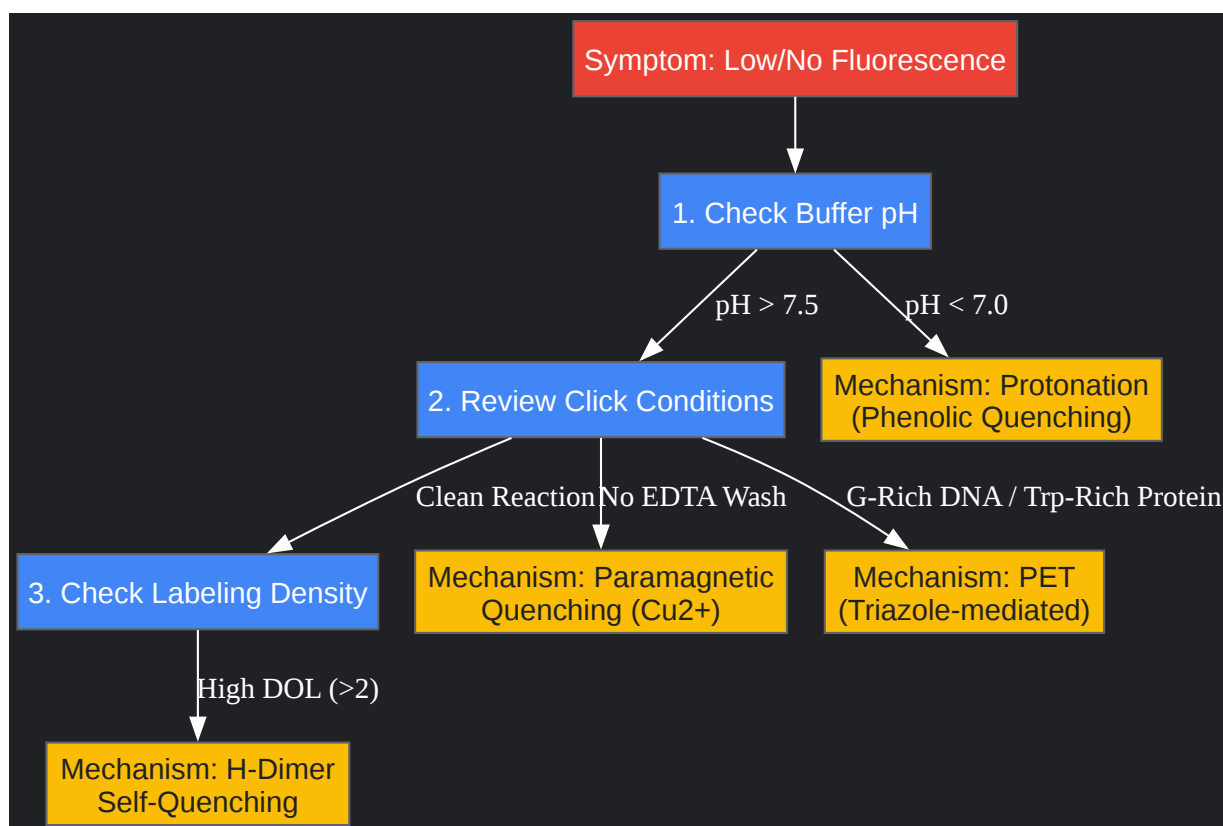 Symptom: Low/No Fluorescence
1. Check Buffer pH
pH > 7.5
pH < 7.0
2. Review Click Conditions
Mechanism: Protonation
(Phenolic Quenching)
Clean Reaction
No EDTA Wash
G-Rich DNA / Trp-Rich Protein
3. Check Labeling Density
Mechanism: Paramagnetic
Quenching (Cu2+)
Mechanism: PET
(Triazole-mediated)
High DOL (>2)
Mechanism: H-Dimer
Self-Quenching